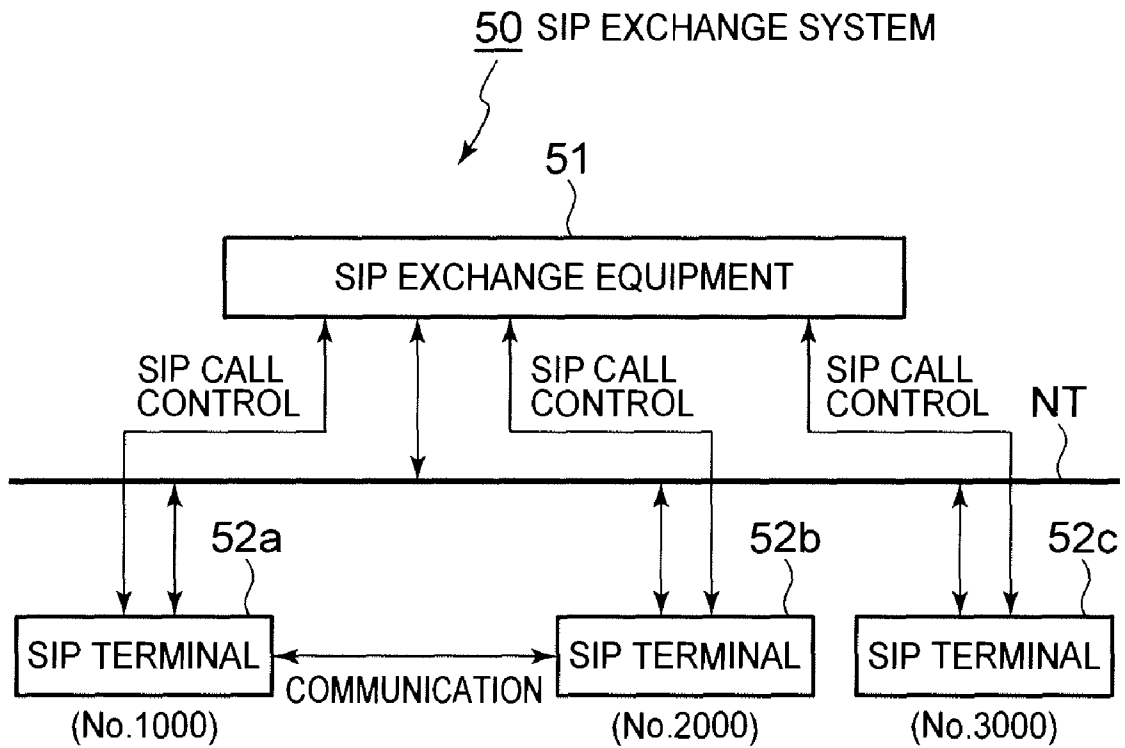 50 SIP EXCHANGE SYSTEM
51
SIP EXCHANGE EQUIPMENT
SIP CALL
CONTROL
SIP CALL
CONTROL
SIP CALL
CONTROL
NT
52a
52b
52c
SIP TERMINAL
SIP TERMINAL
SIP TERMINAL
COMMUNICATION
(No.1000)
(No.2000)
(No.3000)